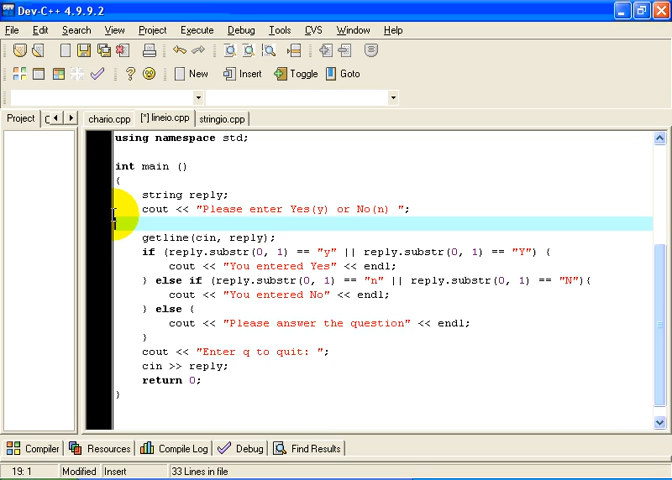 Dev-C++ 4.9.9.2
File Edit Search View Project Execute Debug Tools CVS Window Help
New Insert Toggle Goto
Project chario.cpp [*] lineio.cpp stringio.cpp
using namespace std;
int main ()
{
string reply;
cout << "Please enter Yes(y) or No(n) ";
getline(cin, reply);
if (reply.substr(0, 1) == "y" || reply.substr(0, 1) == "Y") {
cout << "You entered Yes" << endl;
} else if (reply.substr(0, 1) == "n" || reply.substr(0, 1) == "N"){
cout << "You entered No" << endl;
} else {
cout << "Please answer the question" << endl;
}
cout << "Enter q to quit: ";
cin >> reply;
return 0;
}
Compiler Resources Compile Log Debug Find Results
19: 1 Modified Insert 33 Lines in file